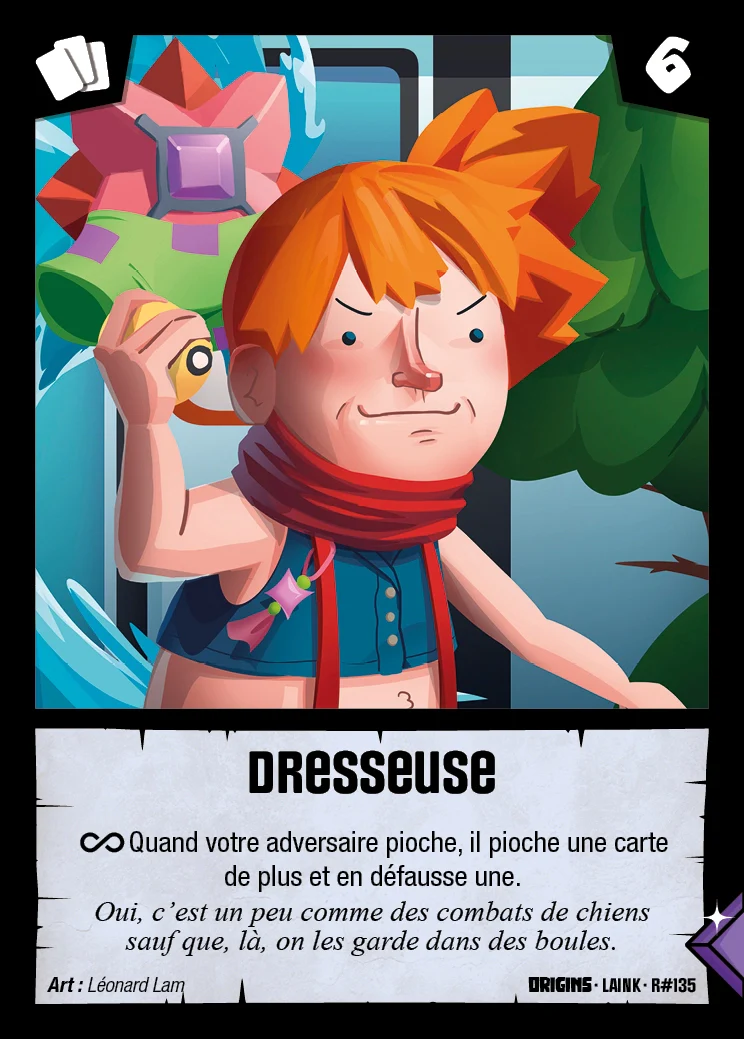 6
DRESSEUSE
∞ Quand votre adversaire pioche, il pioche une carte
de plus et en défausse une.
Oui, c’est un peu comme des combats de chiens
sauf que, là, on les garde dans des boules.
Art : Léonard Lam
ORIGINS · LAINK · R#135